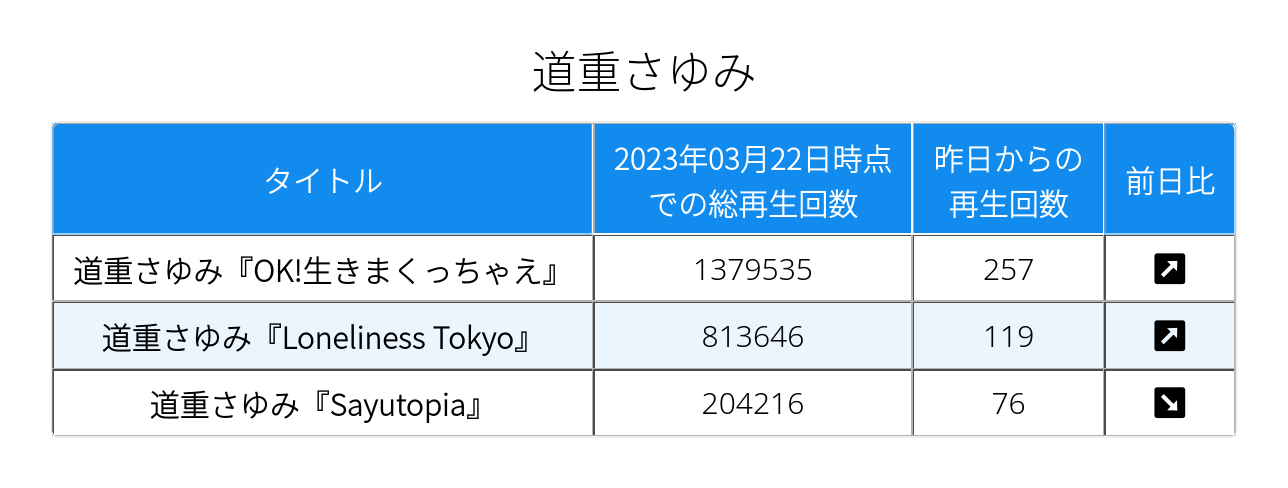 道重さゆみ
タイトル
2023年03月22日時点
での総再生回数
昨日からの
再生回数
前日比
道重さゆみ『OK!生きまくっちゃえ』 1379535 257 ↗
道重さゆみ『Loneliness Tokyo』 813646 119 ↗
道重さゆみ『Sayutopia』 204216 76 ↘